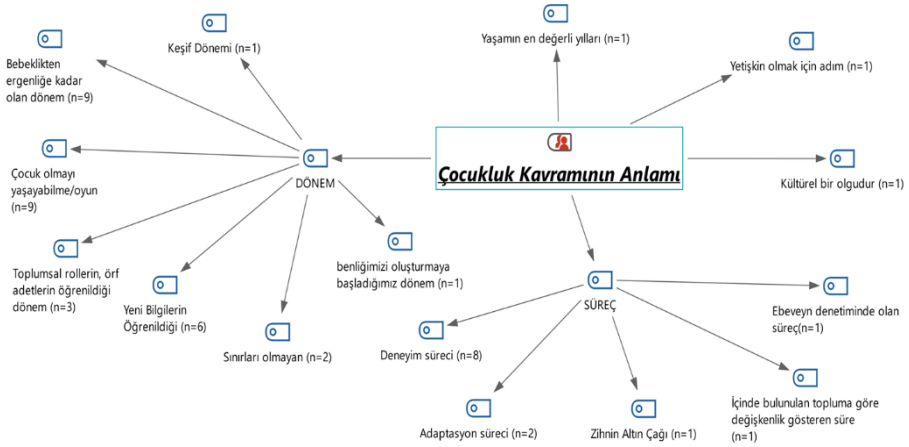 Yaşamın en değerli yılları (n=1)
Keşif Dönemi (n=1)
Yetişkin olmak için adım (n=1)
Bebeklikten
ergenliğe kadar
olan dönem (n=9)
Çocukluk Kavramının Anlamı
Çocuk olmayı
yaşayabilme/oyun
(n=9)
DÖNEM
Kültürel bir olgudur (n=1)
Toplumsal rollerin, örf
adetlerin öğrenildiği
dönem (n=3)
Yeni Bilgilerin
Öğrenildiği (n=6)
Sınırları olmayan (n=2)
benliğimizi oluşturmaya
başladığımız dönem
(n=1)
SÜREÇ
Ebeveyn denetiminde olan
süreç(n=1)
Deneyim süreci (n=8)
Adaptasyon süreci (n=2)
Zihnin Altın Çağı (n=1)
İçinde bulunulan topluma göre
değişkenlik gösteren süre
(n=1)